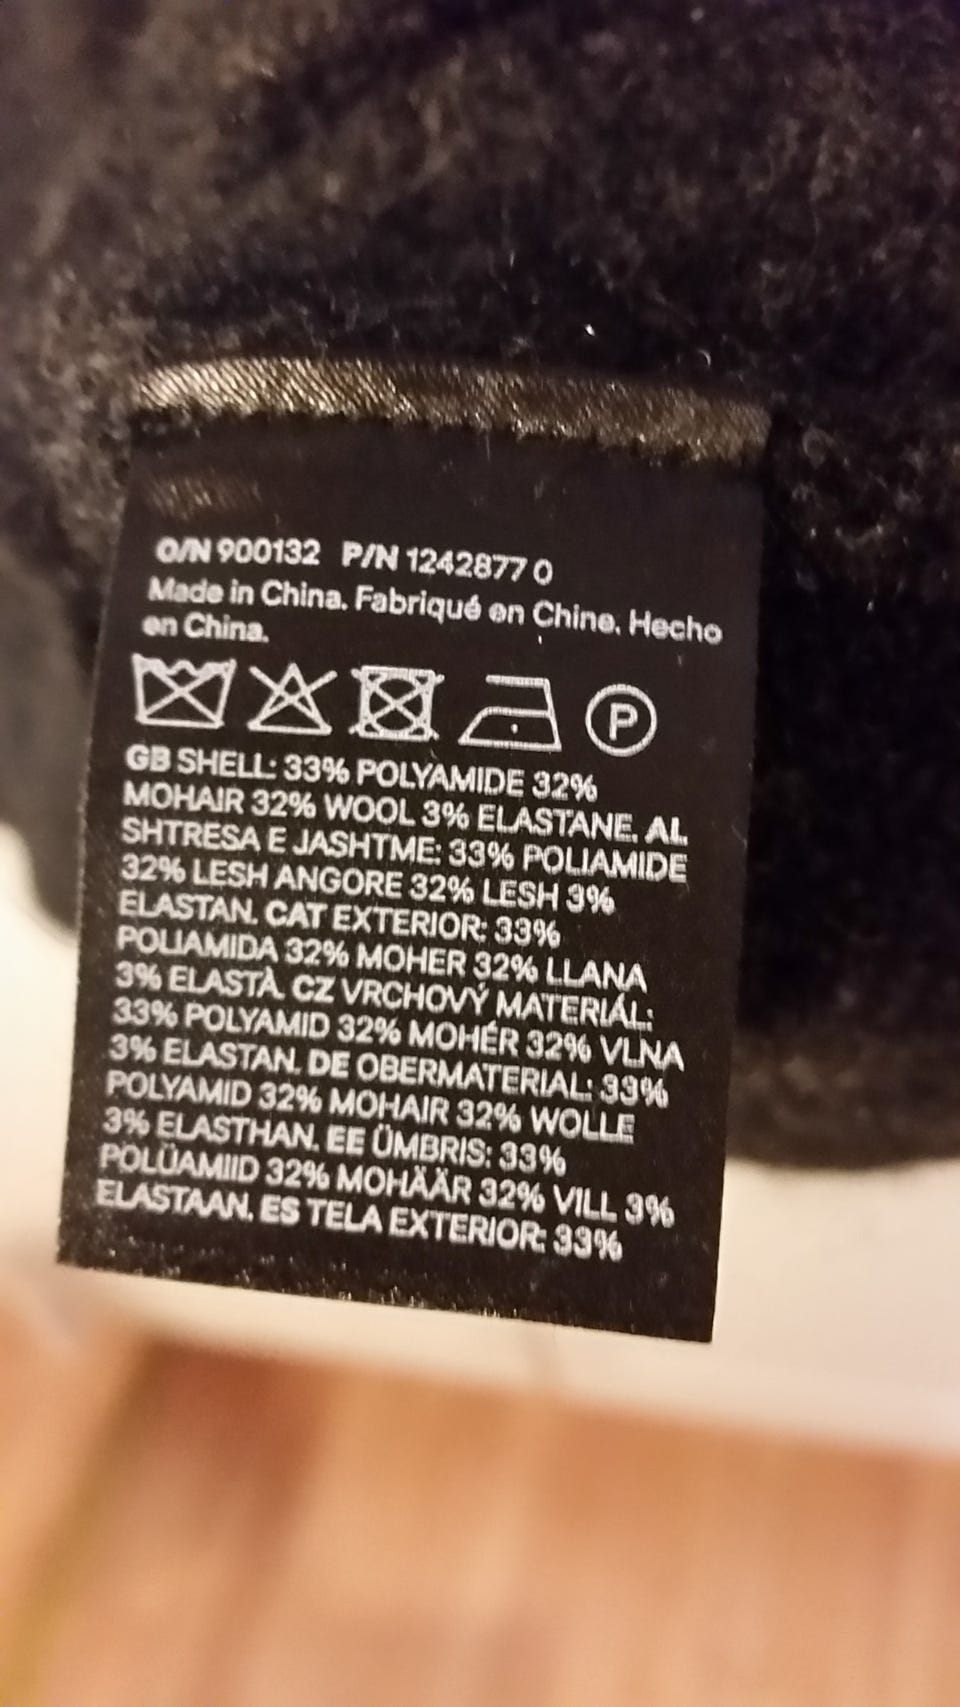 O/N 900132 P/N 1242877 0
Made in China. Fabriqué en Chine. Hecho
en China.
P
GB SHELL: 33% POLYAMIDE 32%
MOHAIR 32% WOOL 3% ELASTANE. AL
SHTRESA E JASHTME: 33% POLIAMIDE
32% LESH ANGORE 32% LESH 3%
ELASTAN. CAT EXTERIOR: 33%
POLIAMIDA 32% MOHER 32% LLANA
3% ELASTÀ. CZ VRCHOVÝ MATERIÁL:
33% POLYAMID 32% MOHÉR 32% VLNA
3% ELASTAN. DE OBERMATERIAL: 33%
POLYAMID 32% MOHAIR 32% WOLLE
3% ELASTHAN. EE ÜMBRIS: 33%
POLÜAMIID 32% MOHÄÄR 32% VILL 3%
ELASTAAN. ES TELA EXTERIOR: 33%